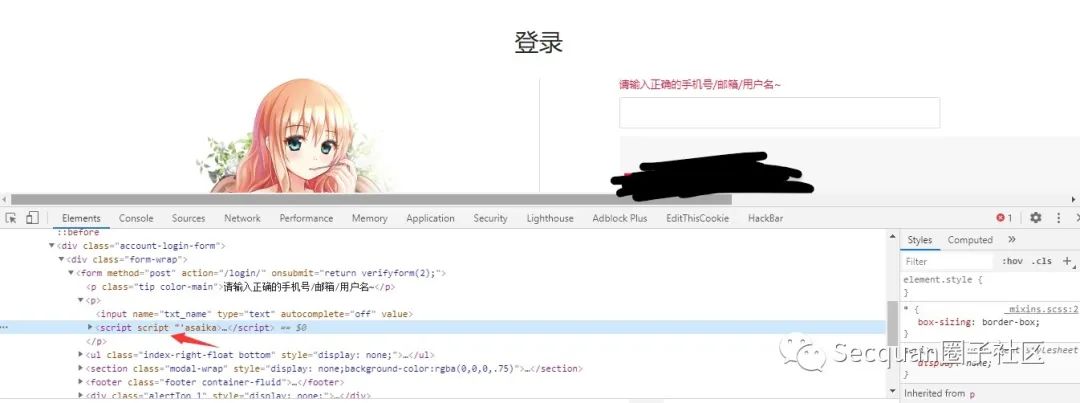 登录
请输入正确的手机号/邮箱/用户名~
Elements Console Sources Network Performance Memory Application Security Lighthouse Adblock Plus EditThisCookie HackBar 1
::before
<div class="account-login-form">
<div class="form-wrap">
<form method="post" action="/login/" onsubmit="return verifyform(2);">
<p class="tip color-main">请输入正确的手机号/邮箱/用户名~</p>
<p>
<input name="txt_name" type="text" autocomplete="off" value>
<script script "'asaika>…</script> == $0
</p>
<ul class="index-right-float bottom" style="display: none;">…</ul>
<section class="modal-wrap" style="display: none;background-color:rgba(0,0,0,.75)">…</section>
<footer class="footer container-fluid">…</footer>
<div class="alertTop 1" style="display: none;">…</div>
Styles Computed »
Filter :hov .cls +
element.style {
}
* { _mixins.scss:2
box-sizing: border-box;
}
Secquan圈子社区
stylesheet
display: none;
}
Inherited from p